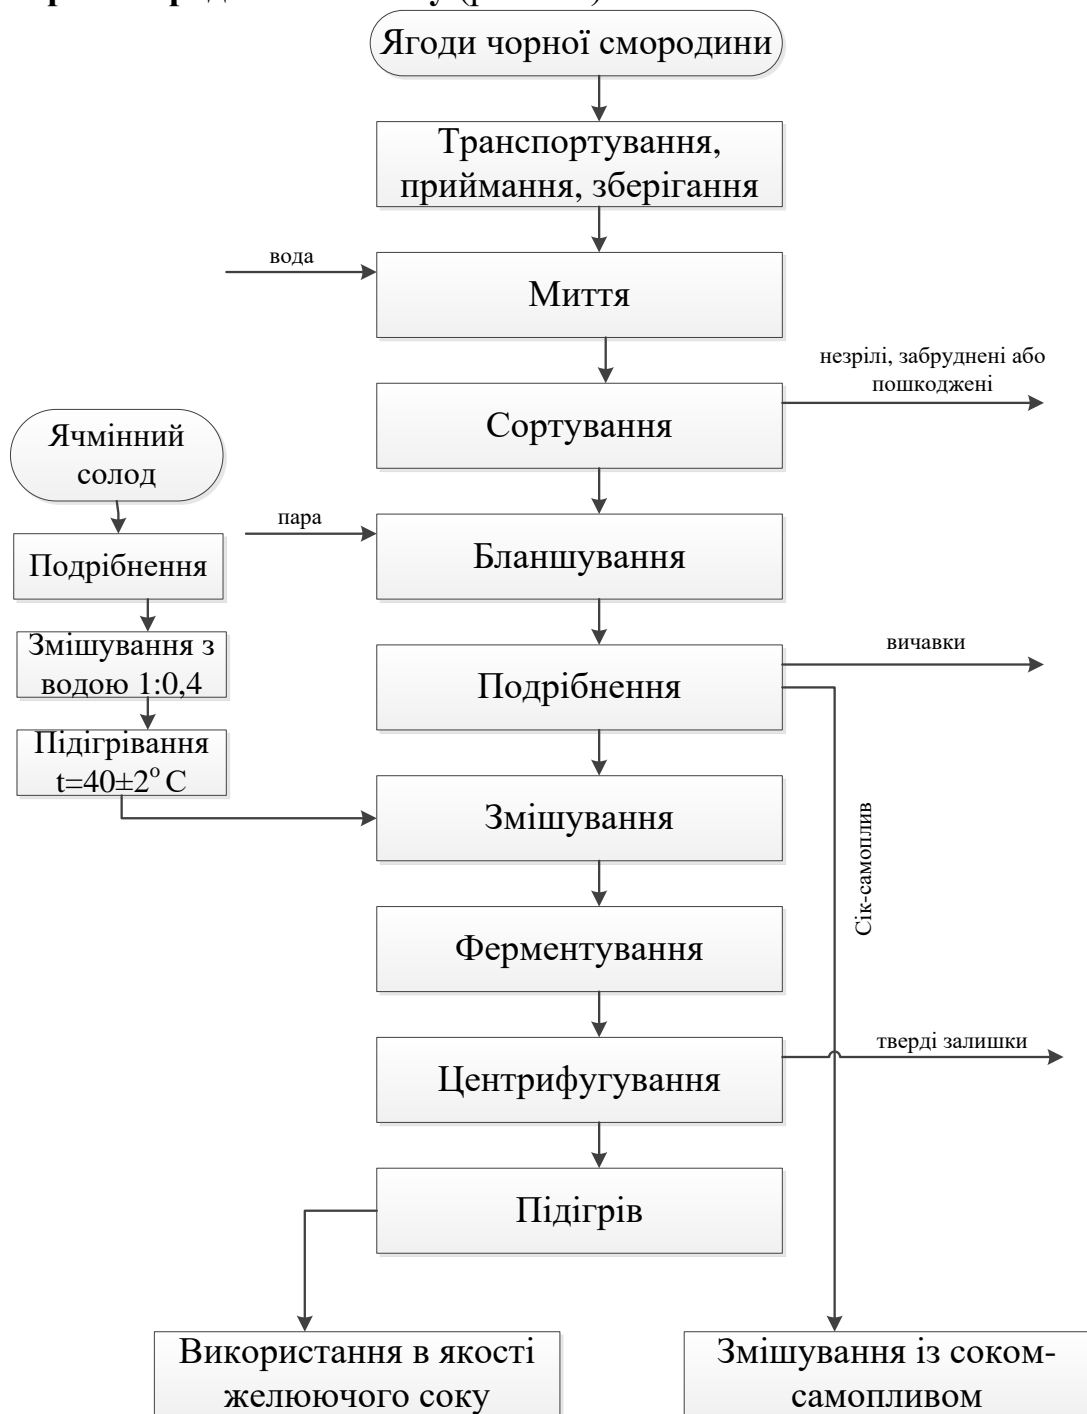 Ягоди чорної смородини
Транспортування,
приймання, зберігання
вода
Миття
незрілі, забруднені або
пошкоджені
Сортування
Ячмінний
солод
пара
Бланшування
Подрібнення
вичавки
Змішування з
водою 1:0,4
Подрібнення
Підігрівання
t=40±2° C
Змішування
Сік-самоплив
Ферментування
тверді залишки
Центрифугування
Підігрів
Використання в якості
желюючого соку
Змішування із соком-
самопливом